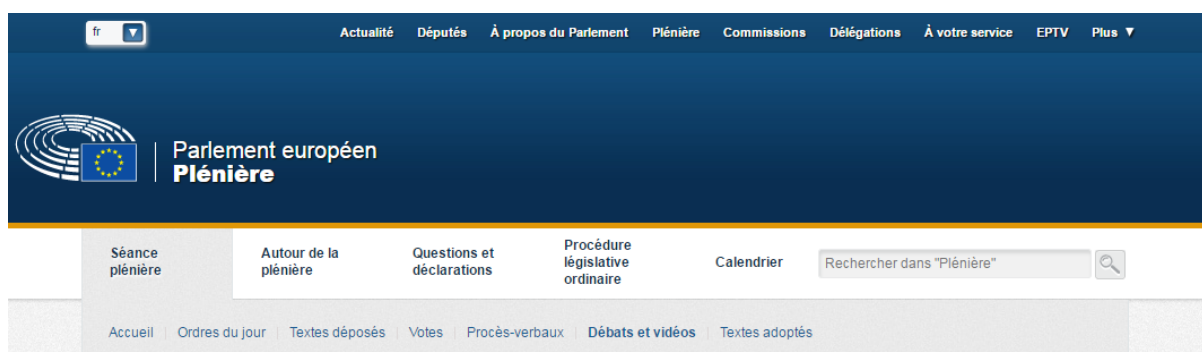 fr Actualité Députés À propos du Parlement Plénière Commissions Délégations À votre service EPTV Plus ▼
Parlement européen
Plénière
Séance plénière
Autour de la plénière
Questions et déclarations
Procédure législative ordinaire
Calendrier
Rechercher dans "Plénière"
Accueil Ordres du jour Textes déposés Votes Procès-verbaux Débats et vidéos Textes adoptés